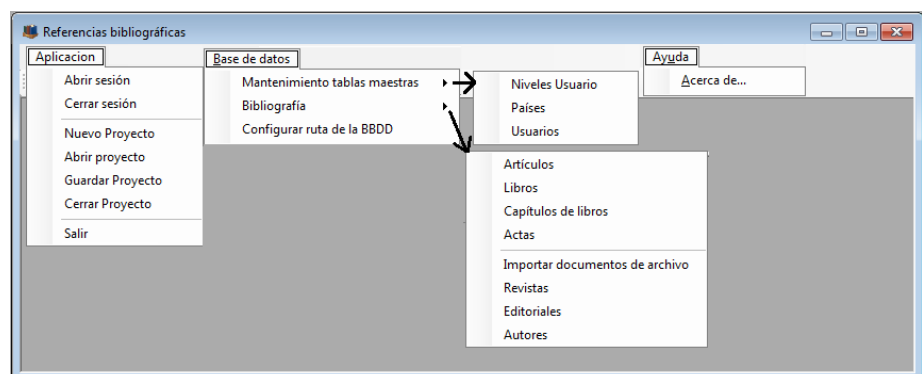 Referencias bibliográficas
Aplicacion
Abrir sesión
Cerrar sesión
Nuevo Proyecto
Abrir proyecto
Guardar Proyecto
Cerrar Proyecto
Salir
Base de datos
Mantenimiento tablas maestras
Bibliografía
Configurar ruta de la BBDD
Niveles Usuario
Países
Usuarios
Artículos
Libros
Capítulos de libros
Actas
Importar documentos de archivo
Revistas
Editoriales
Autores
Ayuda
Acerca de...